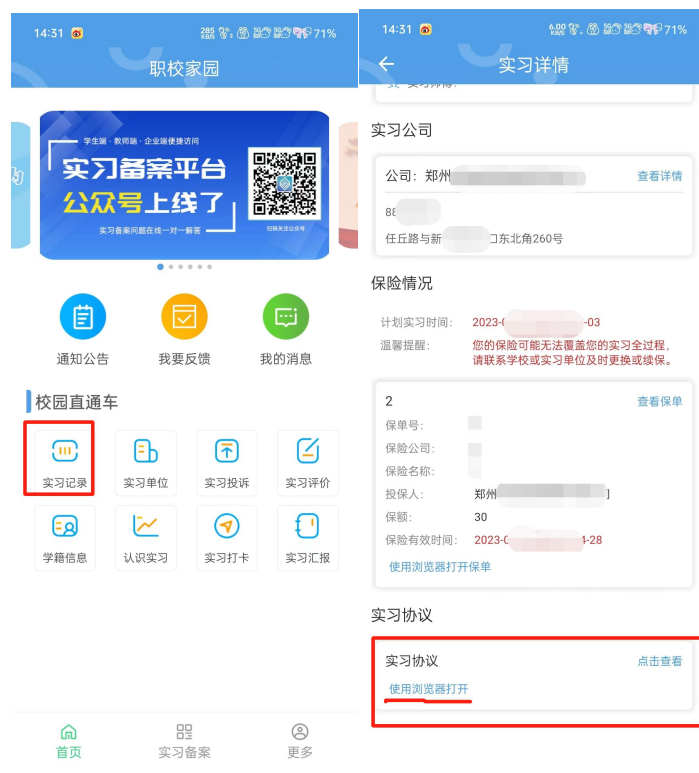 14:31
285 KB/S
5G
5G
71%
职校家园
学生端·教师端·企业端便捷访问
实习备案平台
公众号上线了
实习备案问题在线一对一解答
扫码关注公众号
通知公告
我要反馈
我的消息
校园直通车
实习记录
实习单位
实习投诉
实习评价
学籍信息
认识实习
实习打卡
实习汇报
首页
实习备案
更多
14:31
6.00 KB/S
5G
5G
71%
实习详情
实习公司
公司：郑州
查看详情
任丘路与新
口东北角260号
保险情况
计划实习时间：
2023-
-03
温馨提醒：
您的保险可能无法覆盖您的实习全过程，
请联系学校或实习单位及时更换或续保。
2
查看保单
保单号：
保险公司：
保险名称：
投保人：
郑州
保额：
30
保险有效时间：
2023-
-28
使用浏览器打开保单
实习协议
实习协议
点击查看
使用浏览器打开